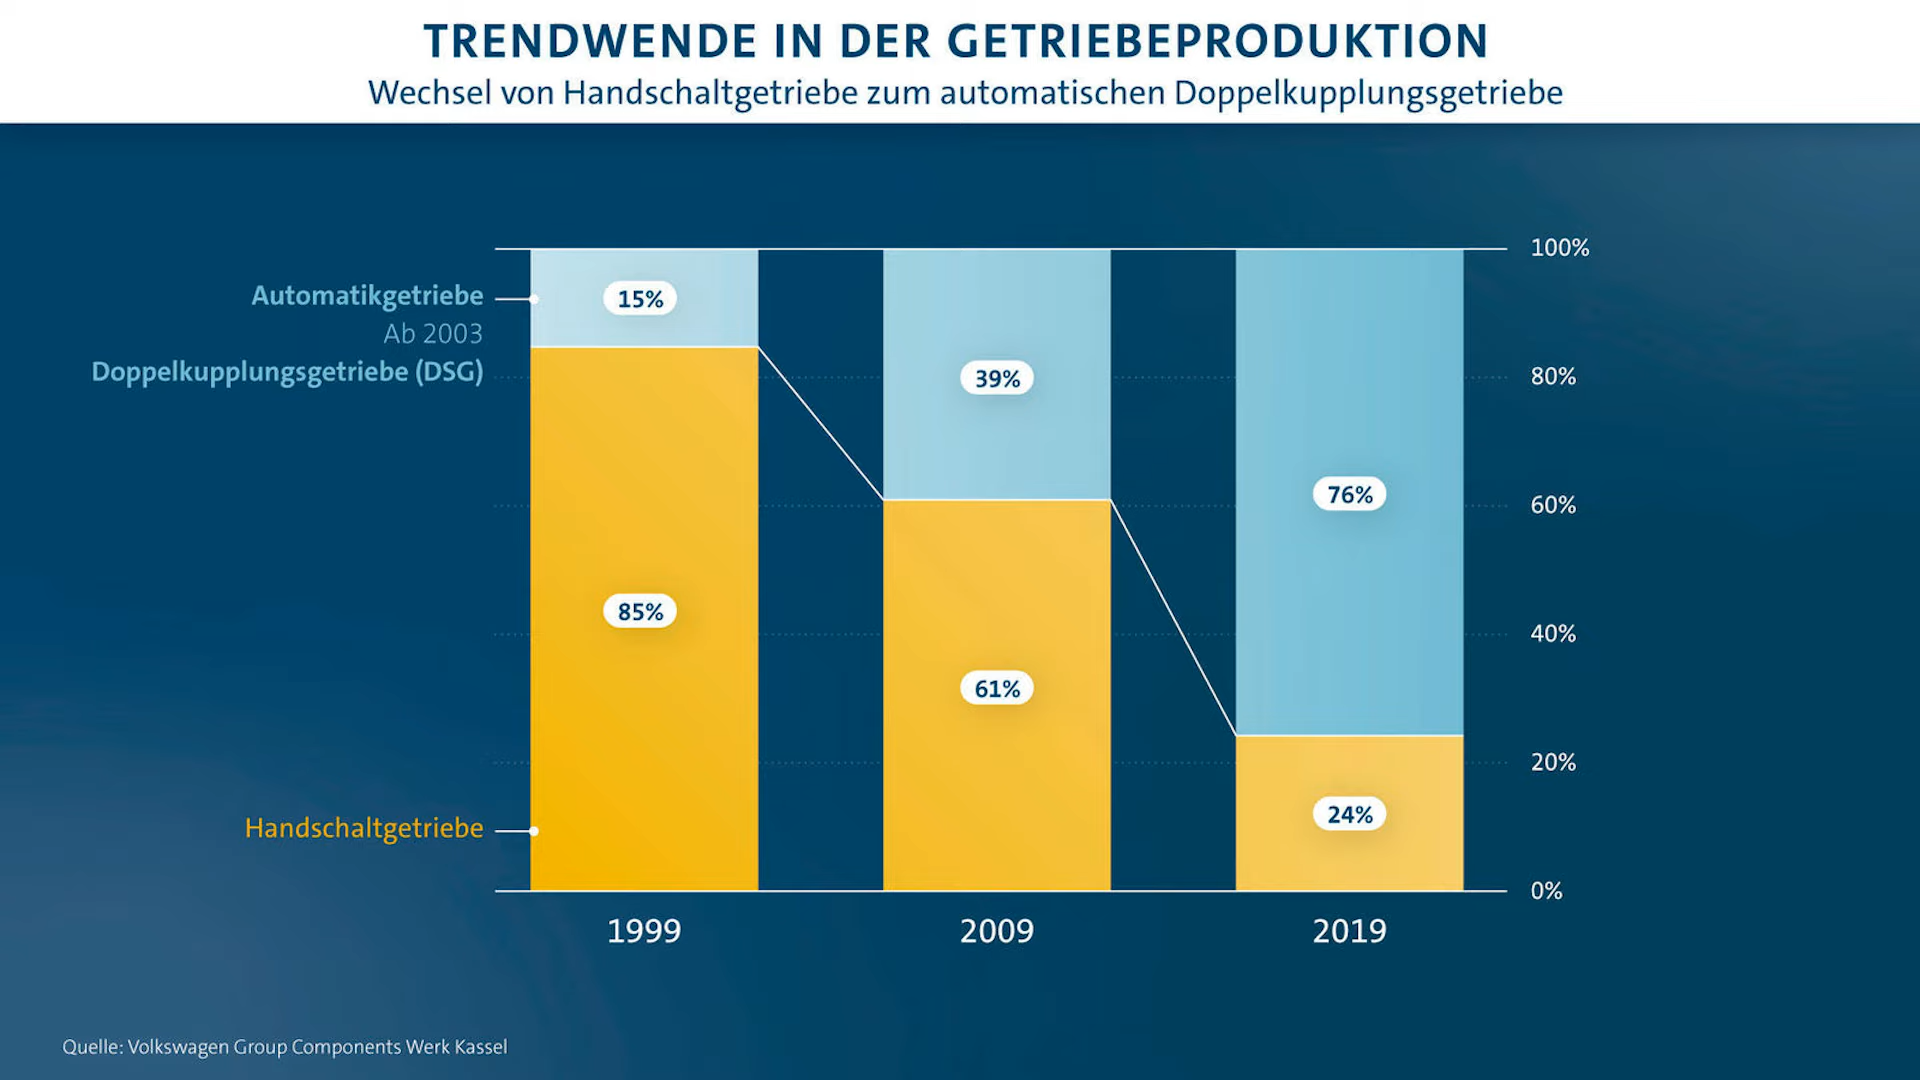 TRENDWENDE IN DER GETRIEBEPRODUKTION
Wechsel von Handschaltgetriebe zum automatischen Doppelkupplungsgetriebe
100%
Automatikgetriebe
15%
Ab 2003
Doppelkupplungsgetriebe (DSG)
39%
80%
76%
60%
85%
40%
61%
20%
24%
Handschaltgetriebe
0%
1999
2009
2019
Quelle: Volkswagen Group Components Werk Kassel